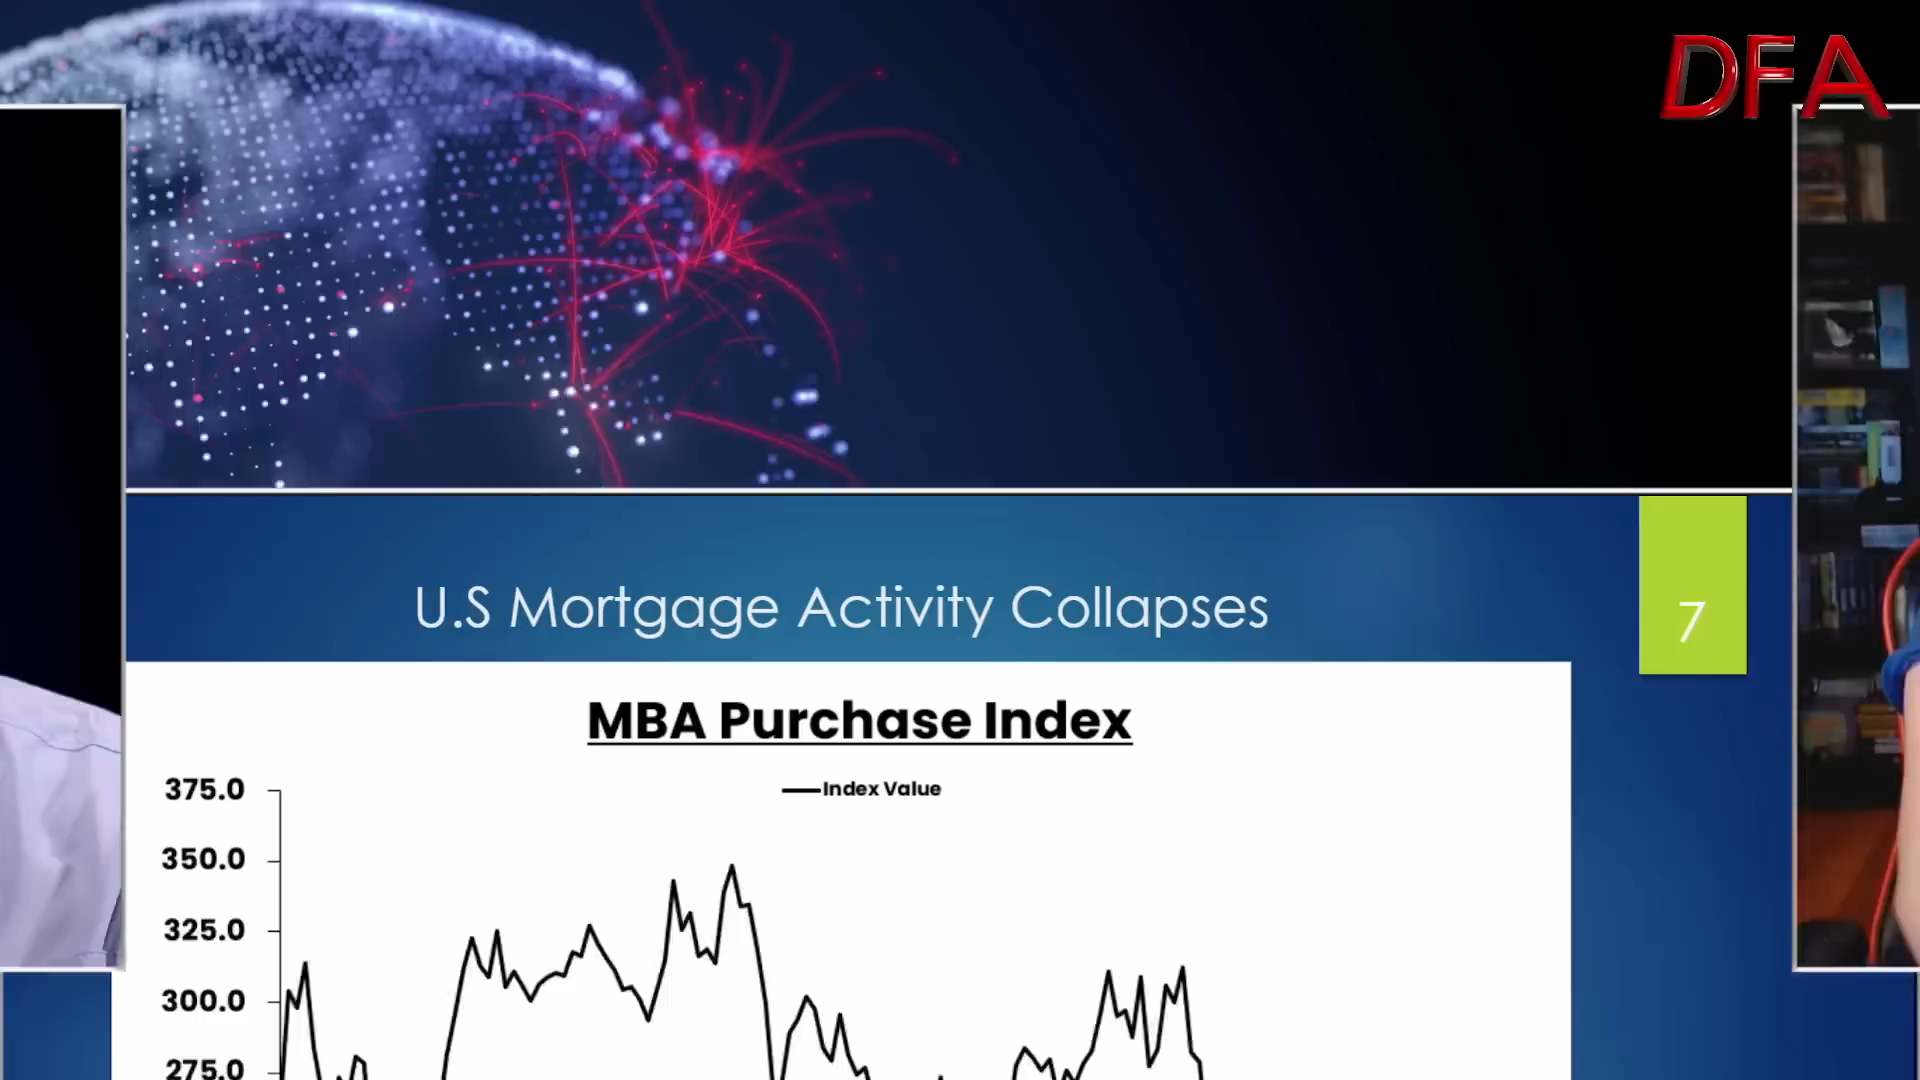 DFA
U.S Mortgage Activity Collapses
7
MBA Purchase Index
Index Value
375.0
350.0
325.0
300.0
275.0